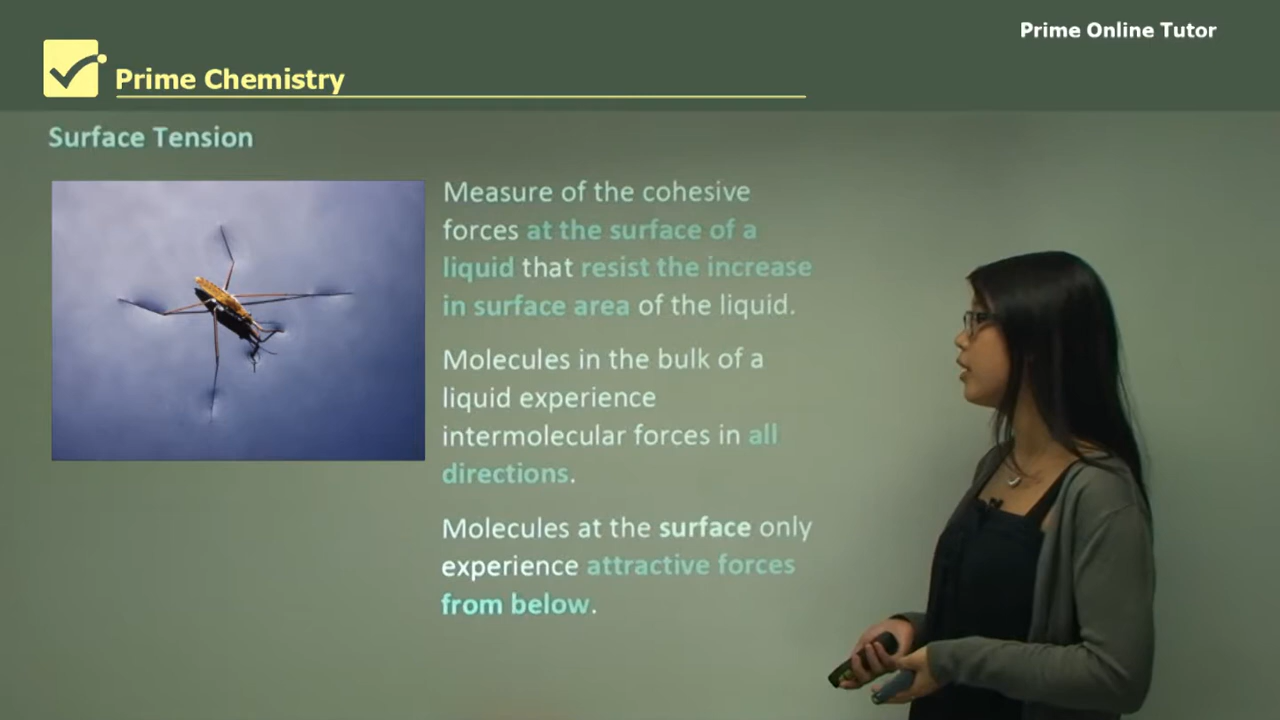 Prime Online Tutor
Prime Chemistry
Surface Tension
Measure of the cohesive
forces at the surface of a
liquid that resist the increase
in surface area of the liquid.
Molecules in the bulk of a
liquid experience
intermolecular forces in all
directions.
Molecules at the surface only
experience attractive forces
from below.